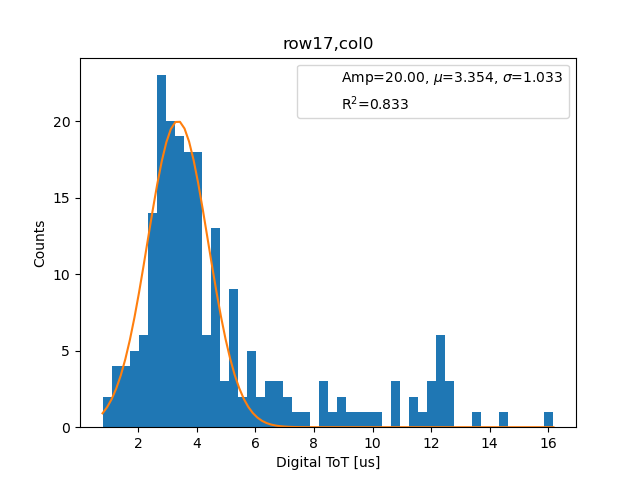 row17,col0
Amp=20.00, μ=3.354, σ=1.033
R²=0.833
Counts
20
15
10
5
0
2 4 6 8 10 12 14 16
Digital ToT [us]